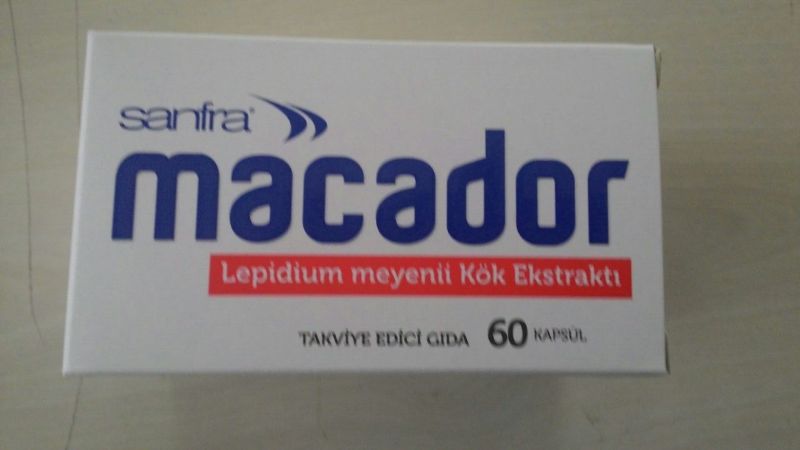 sanfra®
macador
Lepidium meyenii Kök Ekstraktı
TAKVİYE EDİCİ GIDA 60 KAPSÜL